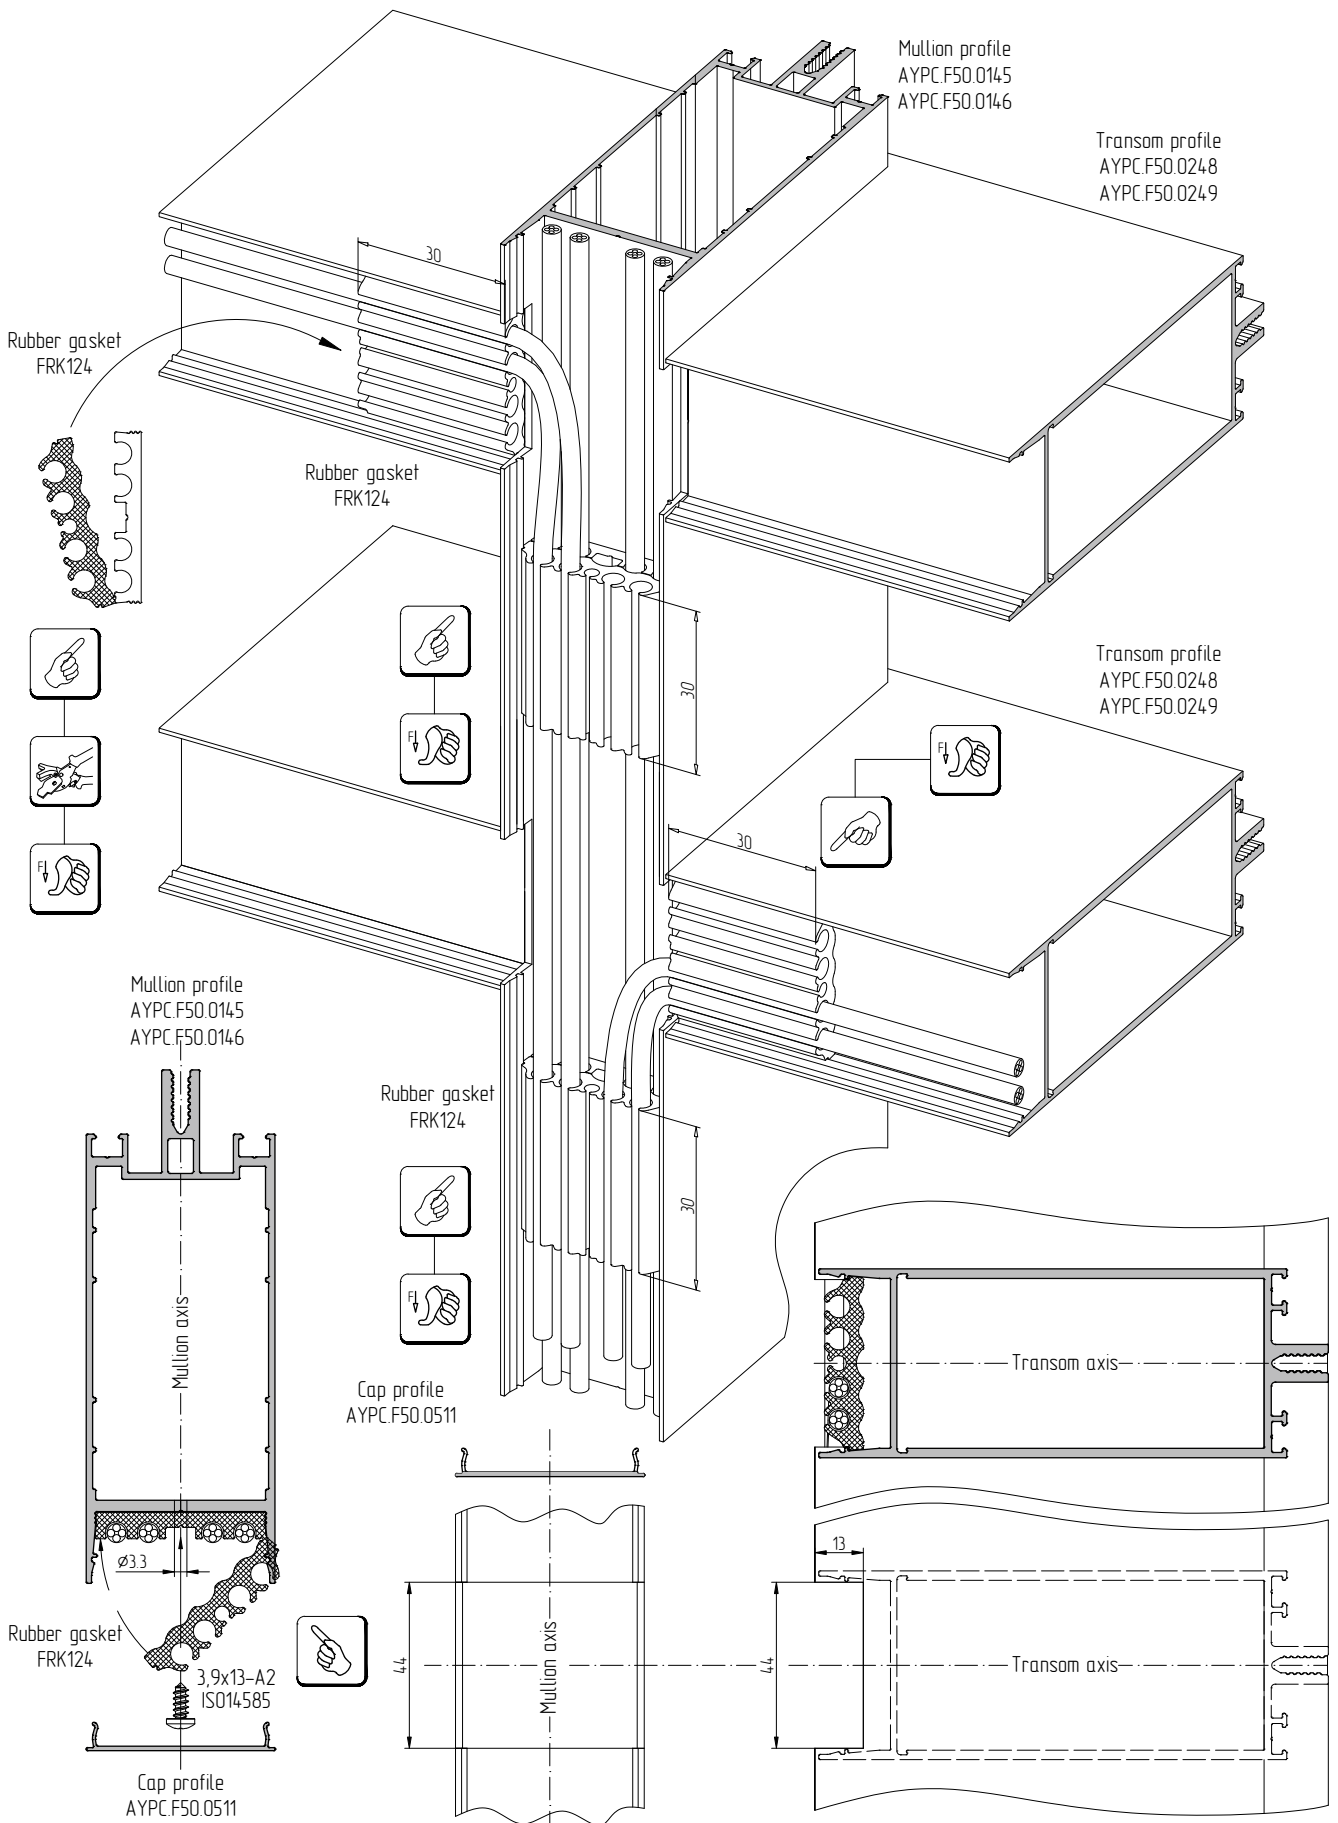 Mullion profile
AYPC.F50.0145
AYPC.F50.0146
Transom profile
AYPC.F50.0248
AYPC.F50.0249
30
Rubber gasket
FRK124
Rubber gasket
FRK124
30
F
Transom profile
AYPC.F50.0248
AYPC.F50.0249
F
30
F
Mullion profile
AYPC.F50.0145
AYPC.F50.0146
Rubber gasket
FRK124
30
F
Mullion axis
Transom axis
Cap profile
AYPC.F50.0511
Ø3.3
13
Rubber gasket
FRK124
3,9x13-A2
ISO14585
44
Mullion axis
44
Transom axis
Cap profile
AYPC.F50.0511